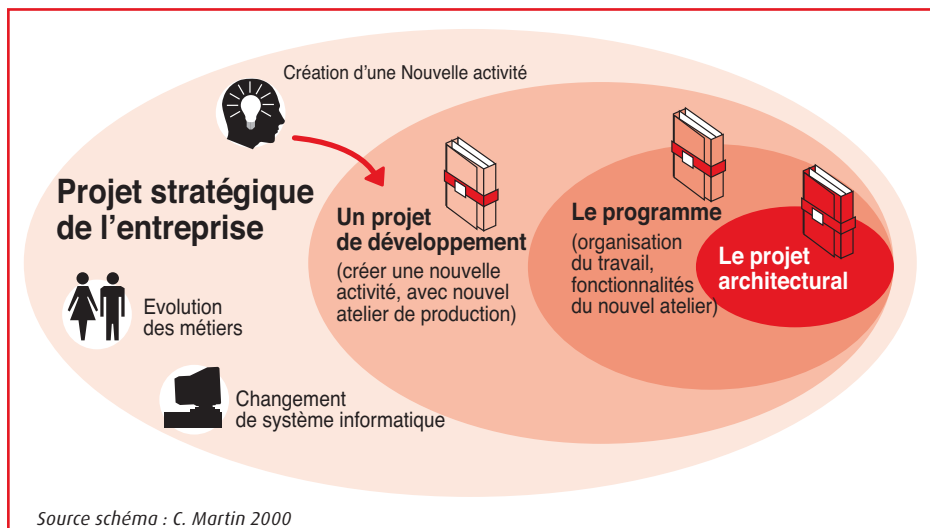 Création d'une Nouvelle activité
Projet stratégique
de l'entreprise
Un projet
de développement
(créer une nouvelle
activité, avec nouvel
atelier de production)
Le programme
(organisation
du travail,
fonctionnalités
du nouvel atelier)
Le projet
architectural
Evolution
des métiers
Changement
de système informatique
Source schéma : C. Martin 2000